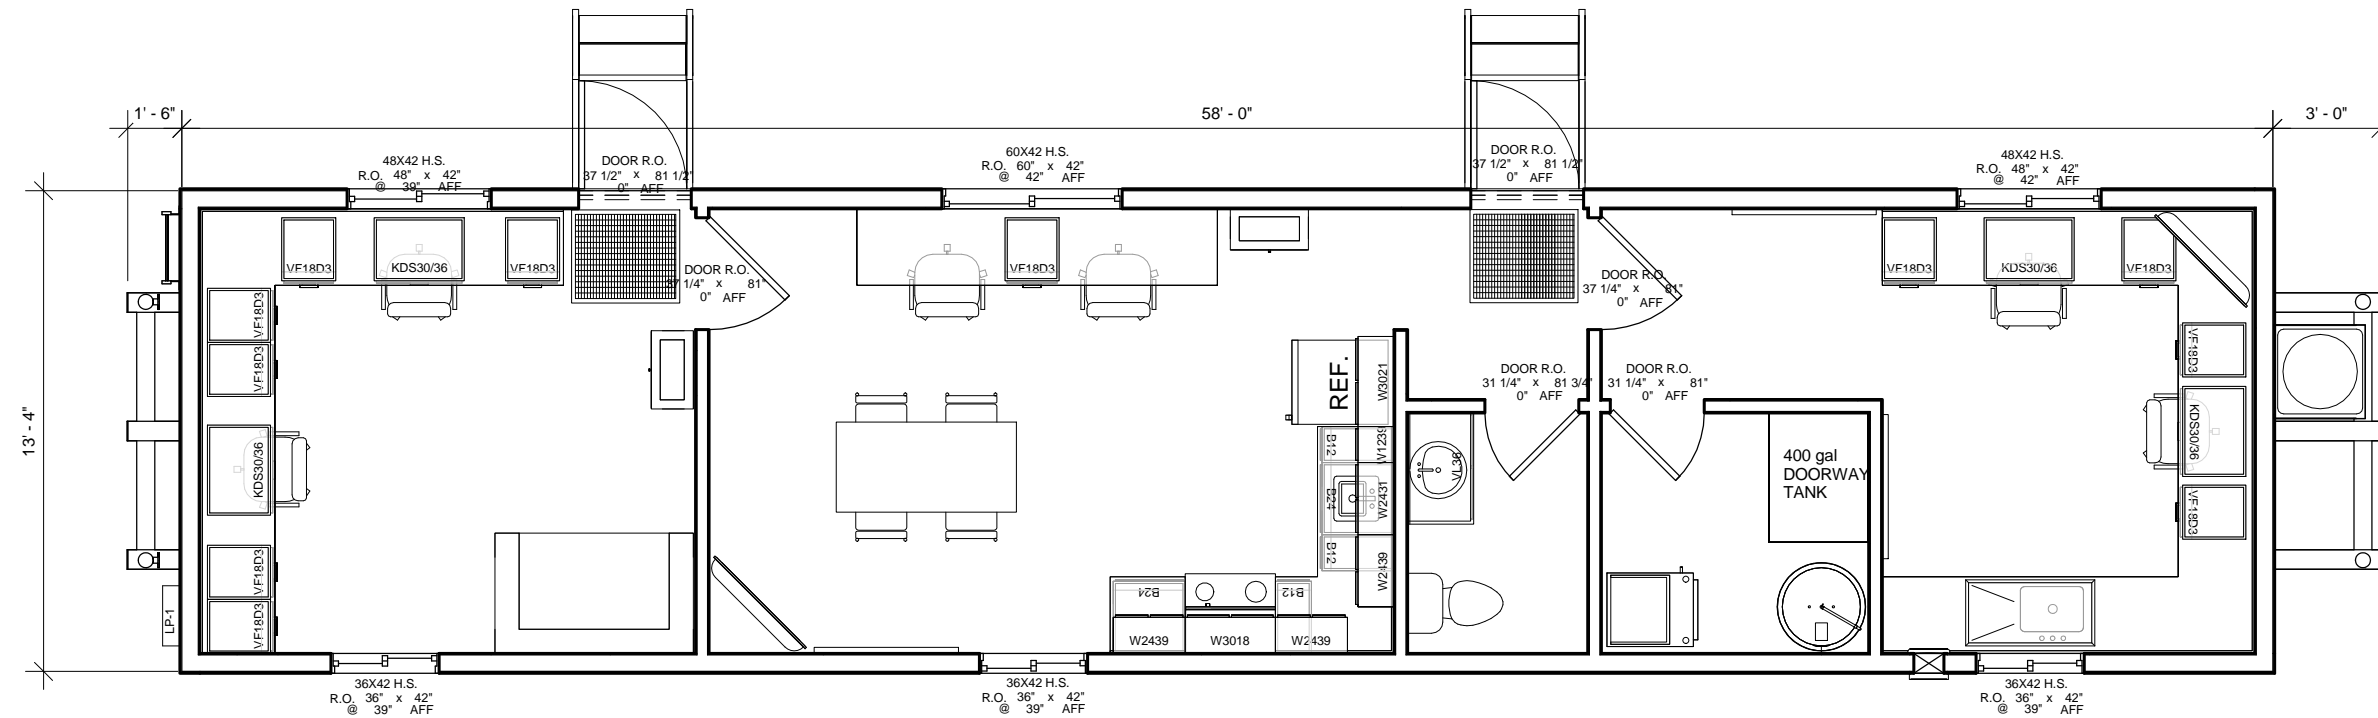 1' - 6"
58' - 0"
3' - 0"
13' - 4"
48X42 H.S.
R.O. 48" x 42"
@ 39" AFF
DOOR R.O.
37 1/2" x 81 1/2"
0" AFF
60X42 H.S.
R.O. 60" x 42"
@ 42" AFF
DOOR R.O.
37 1/2" x 81 1/2"
0" AFF
48X42 H.S.
R.O. 48" x 42"
@ 42" AFF
VF18D3
KDS30/36
VF18D3
DOOR R.O.
37 1/4" x 81"
0" AFF
VF18D3
DOOR R.O.
37 1/4" x 81"
0" AFF
VF18D3
KDS30/36
VF18D3
VF18D3
VF18D3
KDS30/36
VF18D3
VF18D3
LP-1
REF.
W3021
B12
W1239
B24
W2431
B12
W2439
B24
B12
W2439
W3018
W2439
DOOR R.O.
31 1/4" x 81 3/4"
0" AFF
DOOR R.O.
31 1/4" x 81"
0" AFF
VL36
400 gal
DOORWAY
TANK
VF18D3
KDS30/36
VF18D3
36X42 H.S.
R.O. 36" x 42"
@ 39" AFF
36X42 H.S.
R.O. 36" x 42"
@ 39" AFF
36X42 H.S.
R.O. 36" x 42"
@ 39" AFF